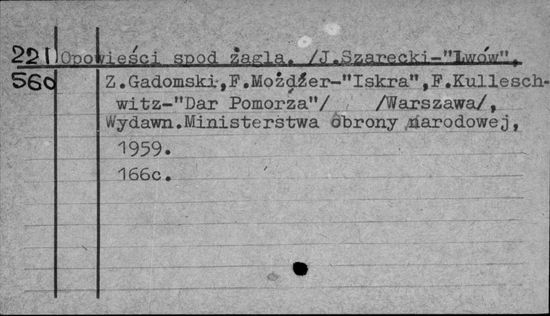 221 Opowieści spod żagla. /J.Szarecki-"Lwów",
560 Z.Gadomski, F.Możdżer-"Iskra", F.Kullesch-
witz-"Dar Pomorza"/ /Warszawa/,
Wydawn.Ministerstwa obrony narodowej,
1959.
166c.